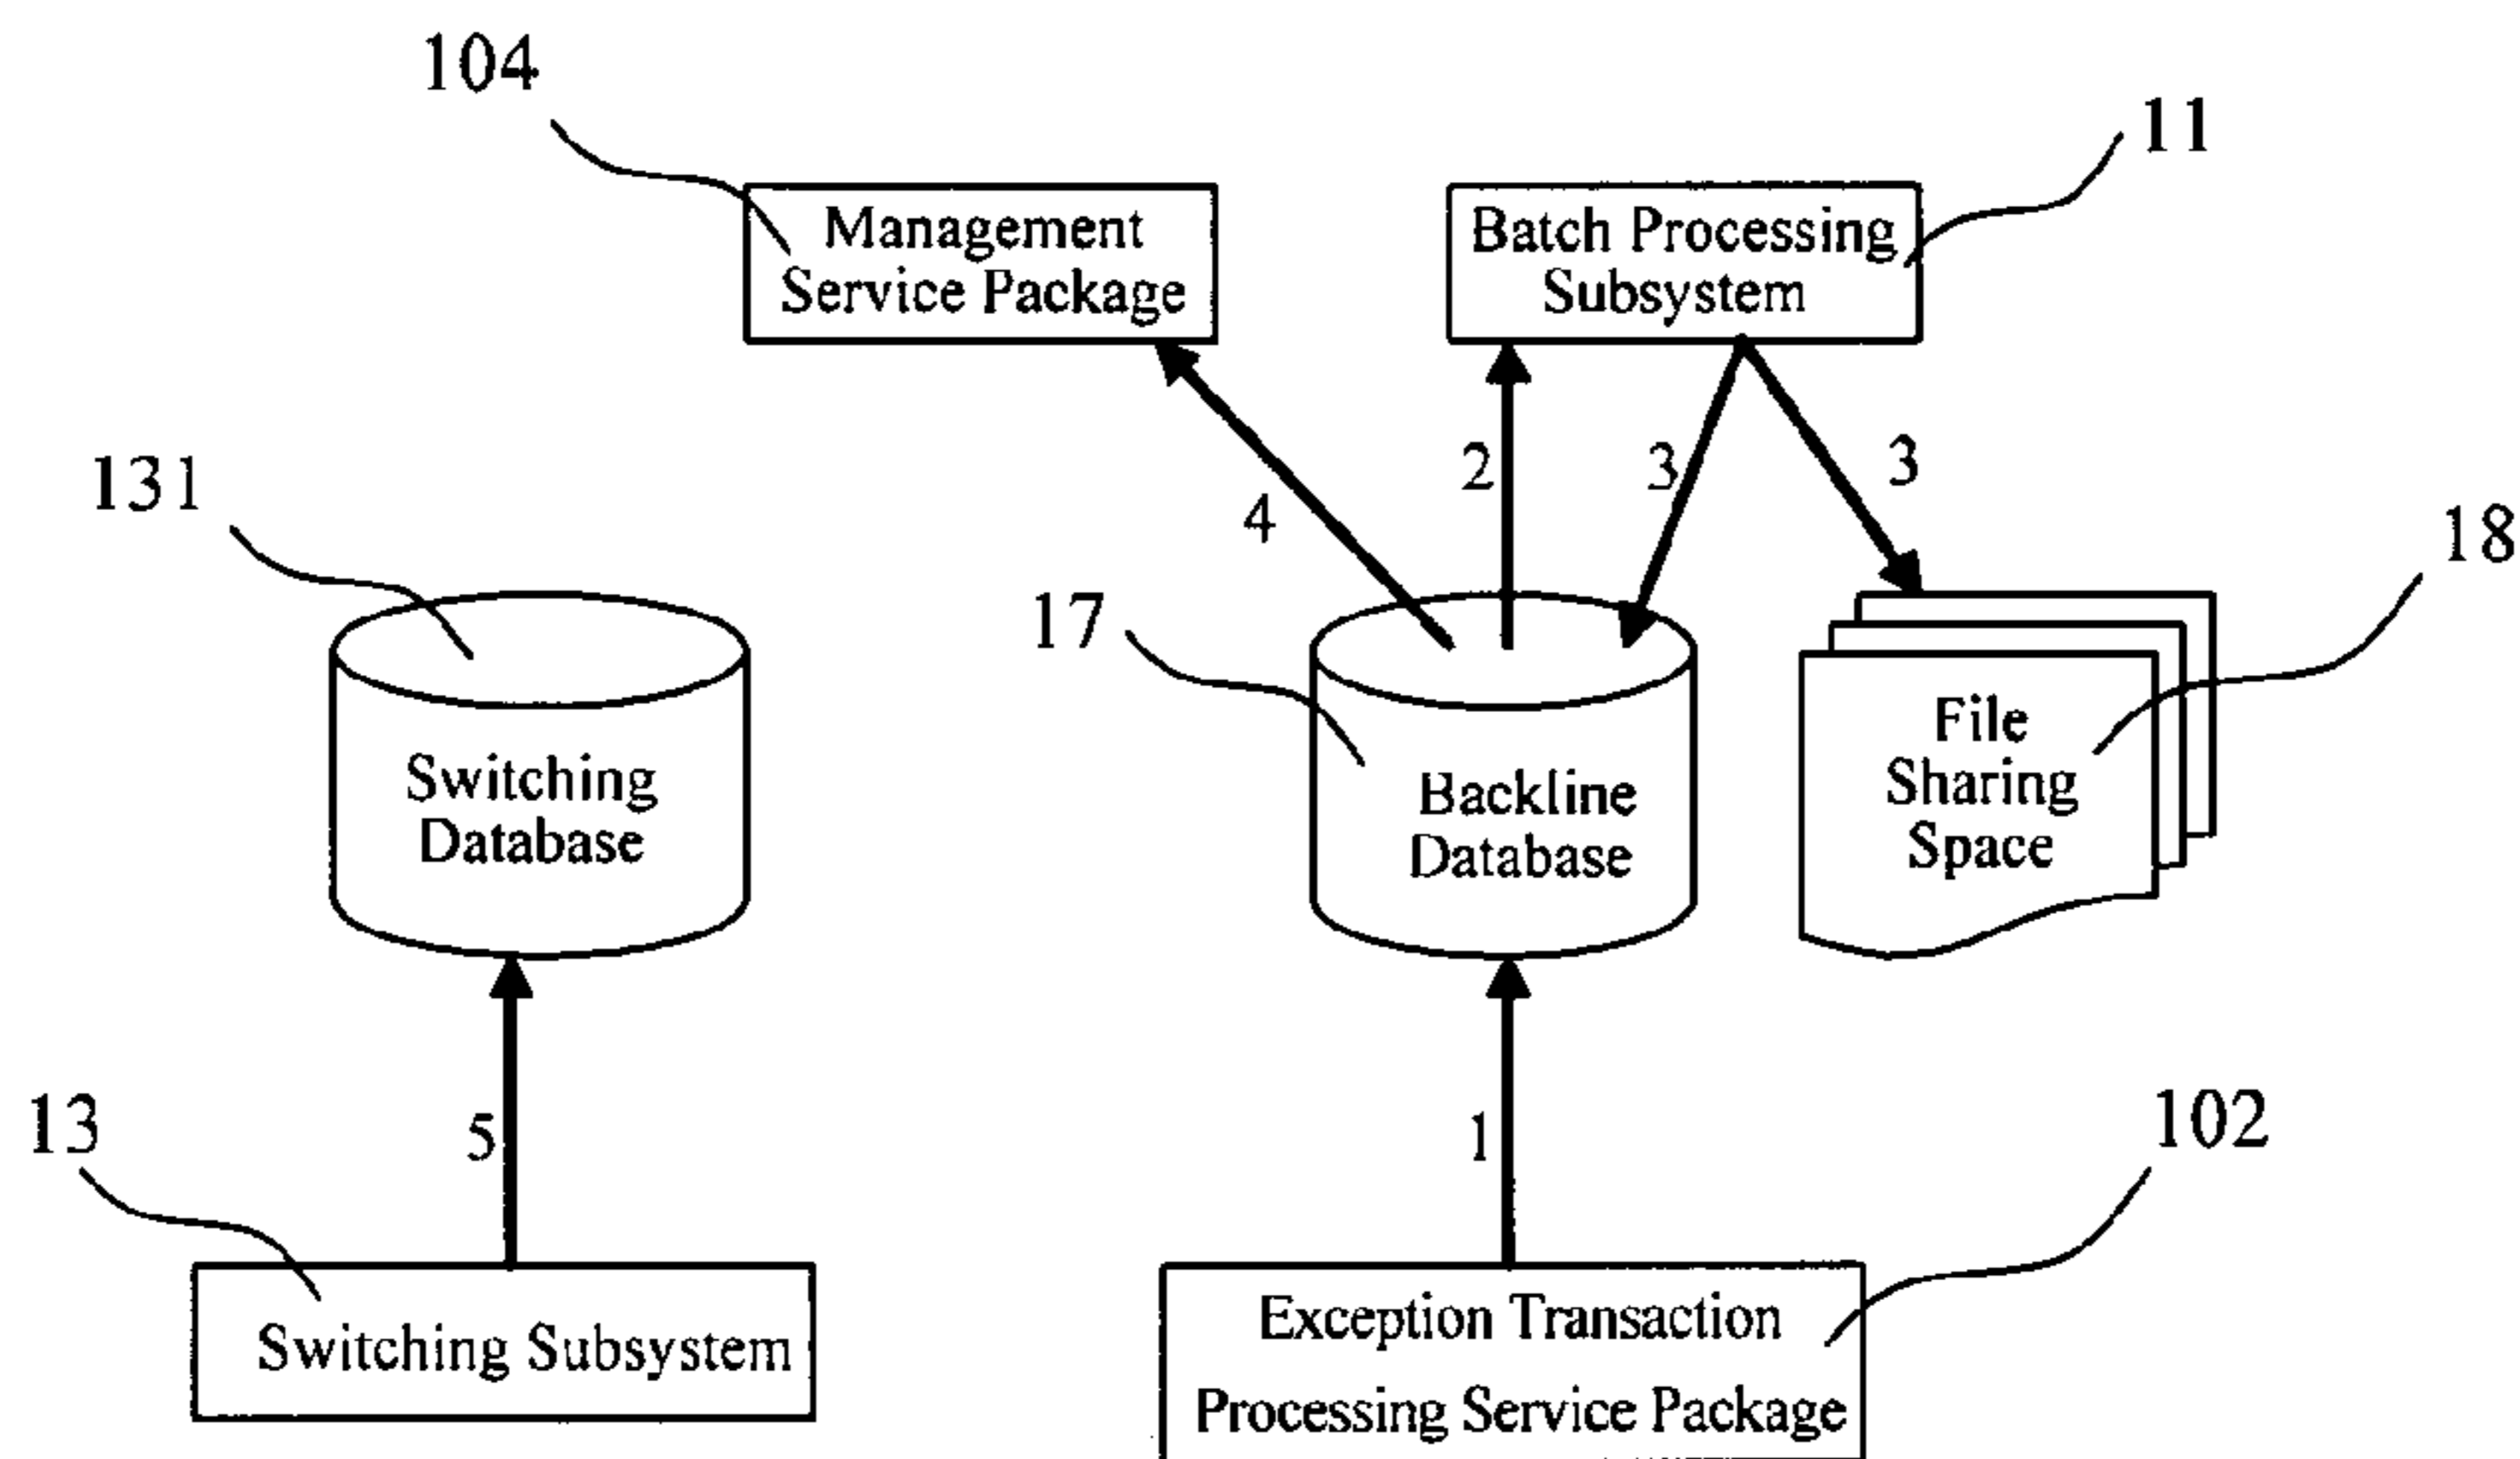 104
11
Management
Service Package
Batch Processing
Subsystem
131
4
2
3
3
18
17
Switching
Database
Backline
Database
File
Sharing
Space
13
5
1
102
Switching Subsystem
Exception Transaction
Processing Service Package